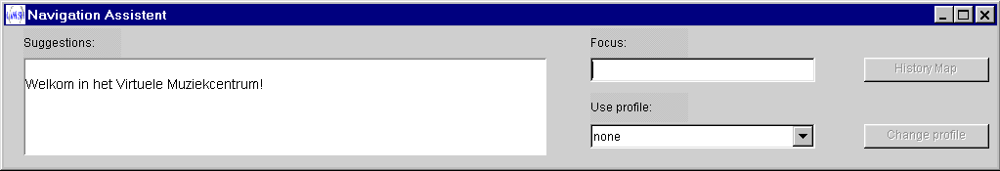 Navigation Assistent
Suggestions:
Welkom in het Virtuele Muziekcentrum!
Focus:
History Map
Use profile:
none
Change profile